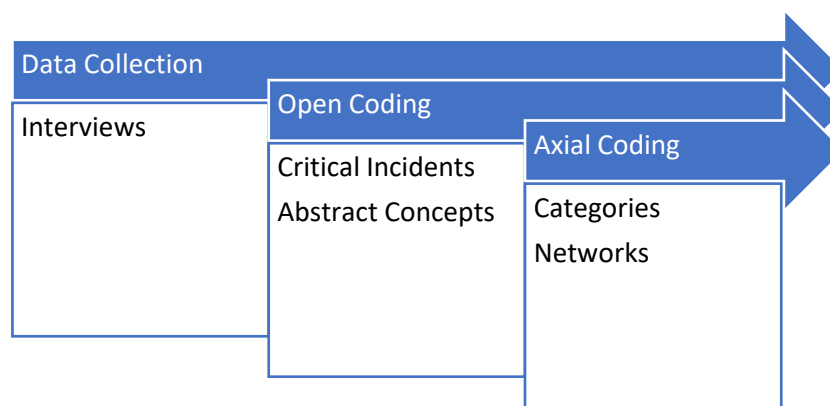 Data Collection
Interviews
Open Coding
Critical Incidents
Abstract Concepts
Axial Coding
Categories
Networks